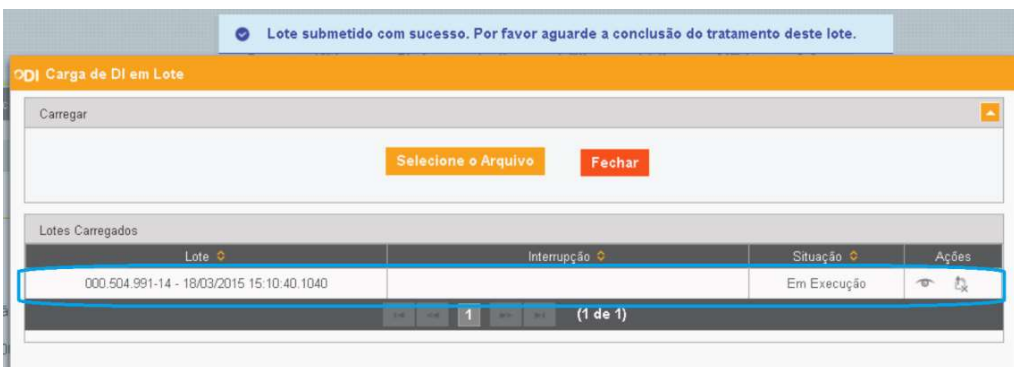 Lote submetido com sucesso. Por favor aguarde a conclusão do tratamento deste lote.
Carga de DI em Lote
Carregar
Selecione o Arquivo Fechar
Lotes Carregados
Lote Interrupção Situação Ações
000.504.991-14 - 18/03/2015 15:10:40.1040 Em Execução
1 (1 de 1)